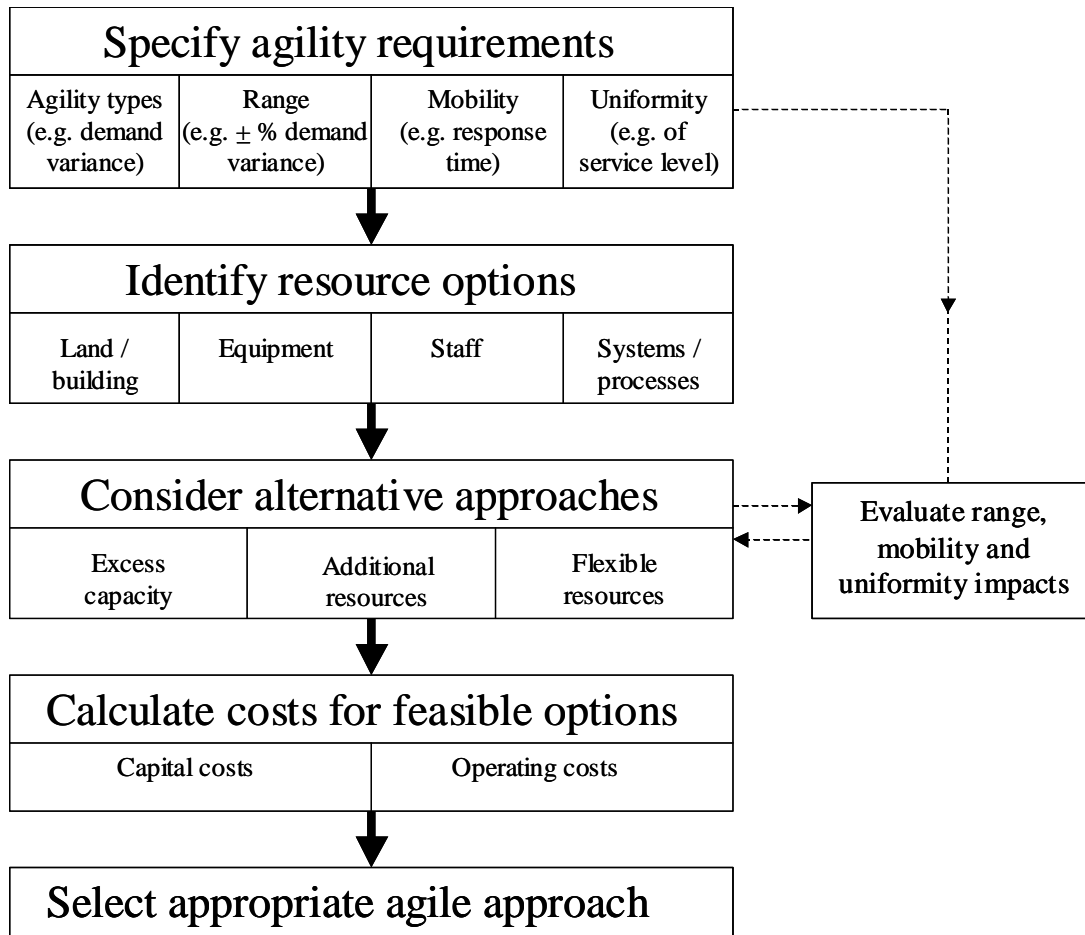 Specify agility requirements
Agility types
(e.g. demand
variance)
Range
(e.g. ± % demand
variance)
Mobility
(e.g. response
time)
Uniformity
(e.g. of
service level)
Identify resource options
Land /
building
Equipment
Staff
Systems /
processes
Consider alternative approaches
Excess
capacity
Additional
resources
Flexible
resources
Evaluate range,
mobility and
uniformity impacts
Calculate costs for feasible options
Capital costs
Operating costs
Select appropriate agile approach